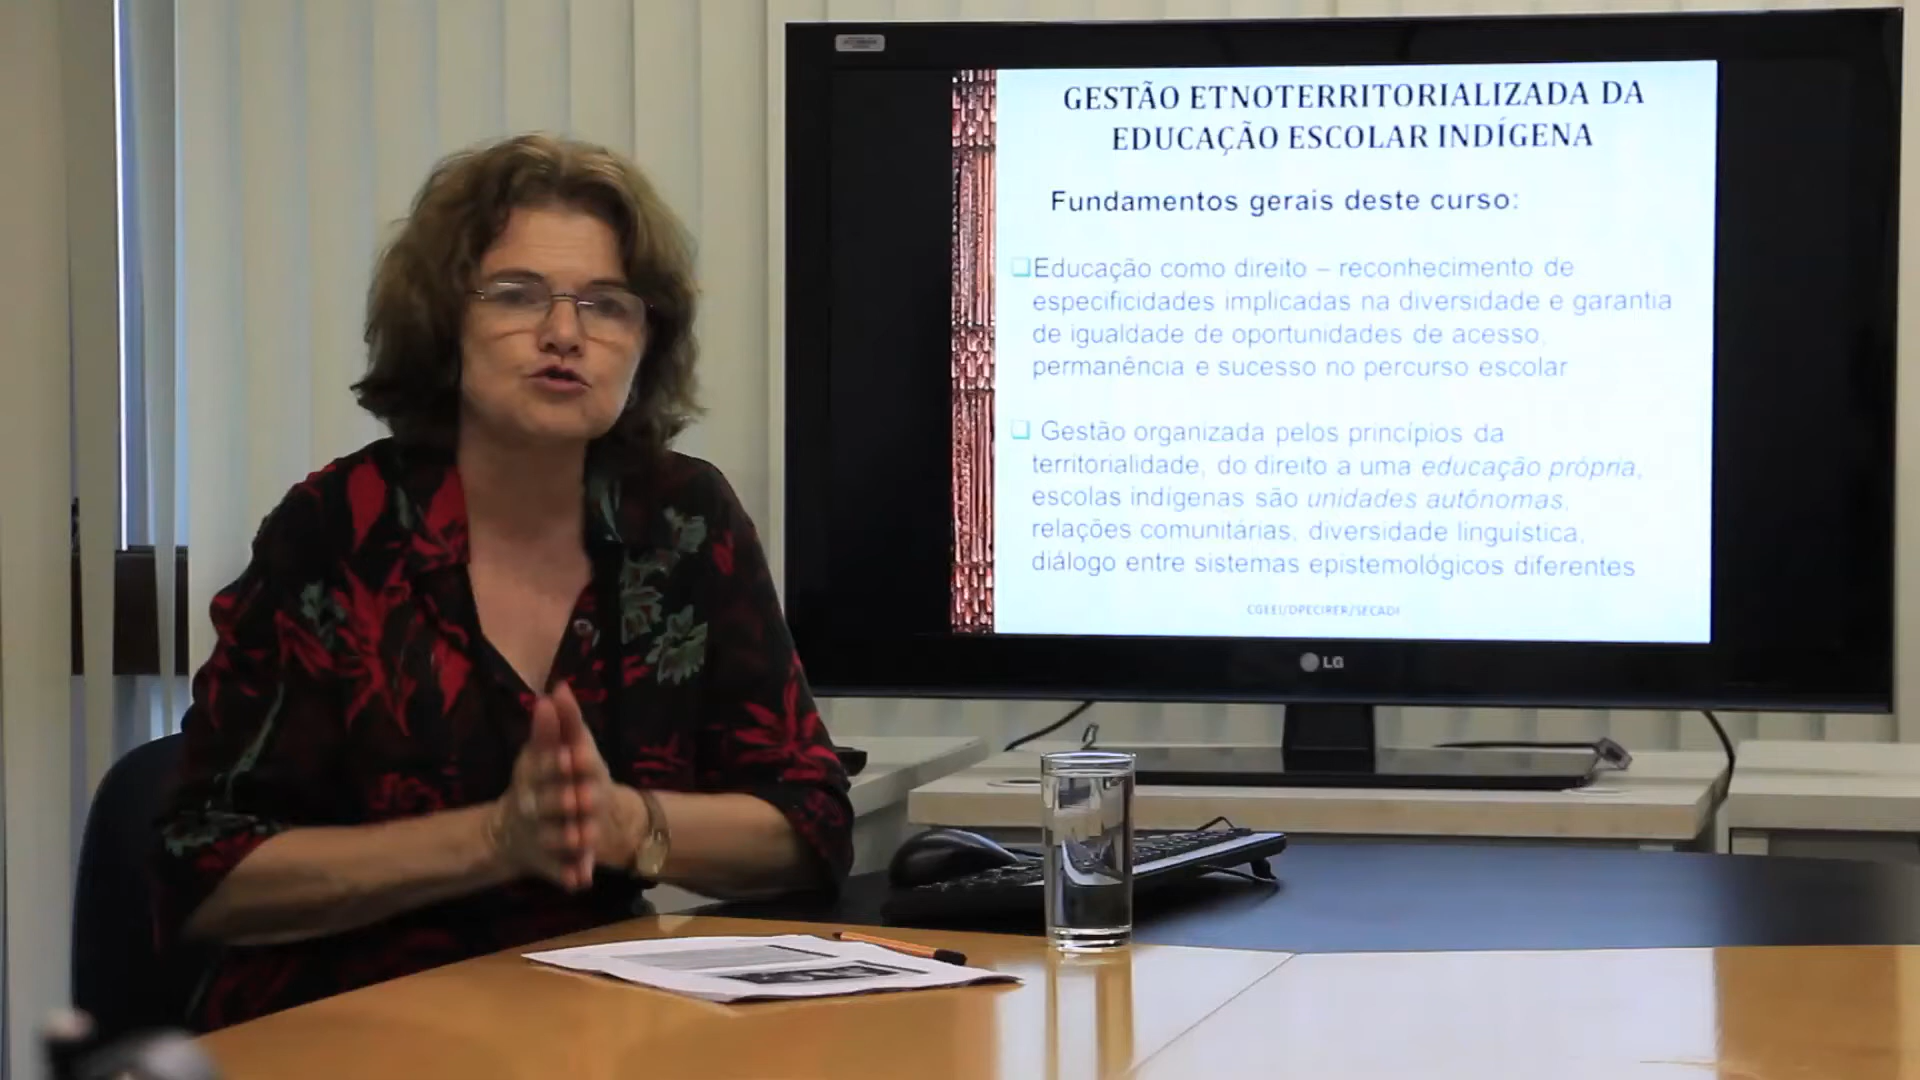 GESTÃO ETNOTERRITORIALIZADA DA
EDUCAÇÃO ESCOLAR INDÍGENA
Fundamentos gerais deste curso:
Educação como direito – reconhecimento de
especificidades implicadas na diversidade e garantia
de igualdade de oportunidades de acesso,
permanência e sucesso no percurso escolar
Gestão organizada pelos princípios da
territorialidade, do direito a uma educação própria,
escolas indígenas são unidades autônomas,
relações comunitárias, diversidade linguística,
diálogo entre sistemas epistemológicos diferentes
CGEEI/DPECIRER/SECADI
LG